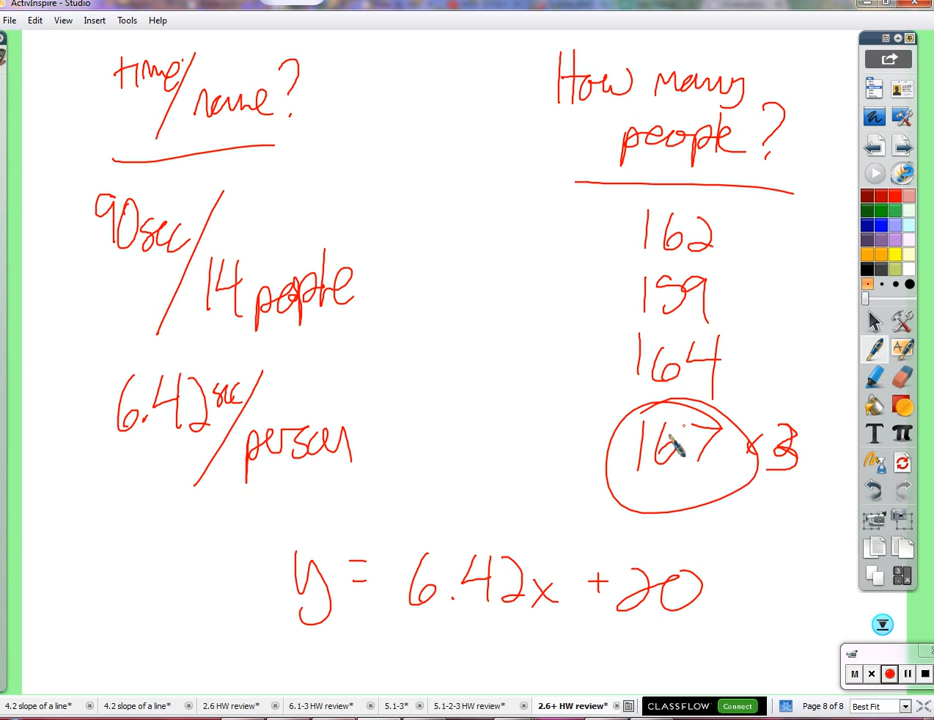 ActivInspire - Studio
File Edit View Insert Tools Help
time/
name?
90sec/
14 people
6.42 sec/
person
How many
people?
162
159
164
167 x 3
y = 6.42x + 20
M
4.2 slope of a line* 4.2 slope of a line* 2.6 HW review* 6.1-3 HW review* 5.1-3* 5.1-2-3 HW review* 2.6+ HW review* CLASSFLOW Connect Page 8 of 8 Best Fit